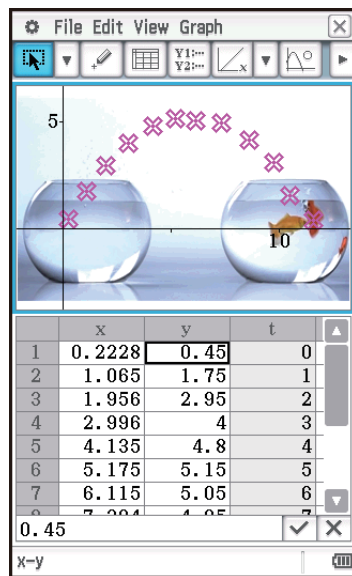 File Edit View Graph
Y1:···
Y2:···
5
10
x y t
1 0.2228 0.45 0
2 1.065 1.75 1
3 1.956 2.95 2
4 2.996 4 3
5 4.135 4.8 4
6 5.175 5.15 5
7 6.115 5.05 6
0.45
x-y